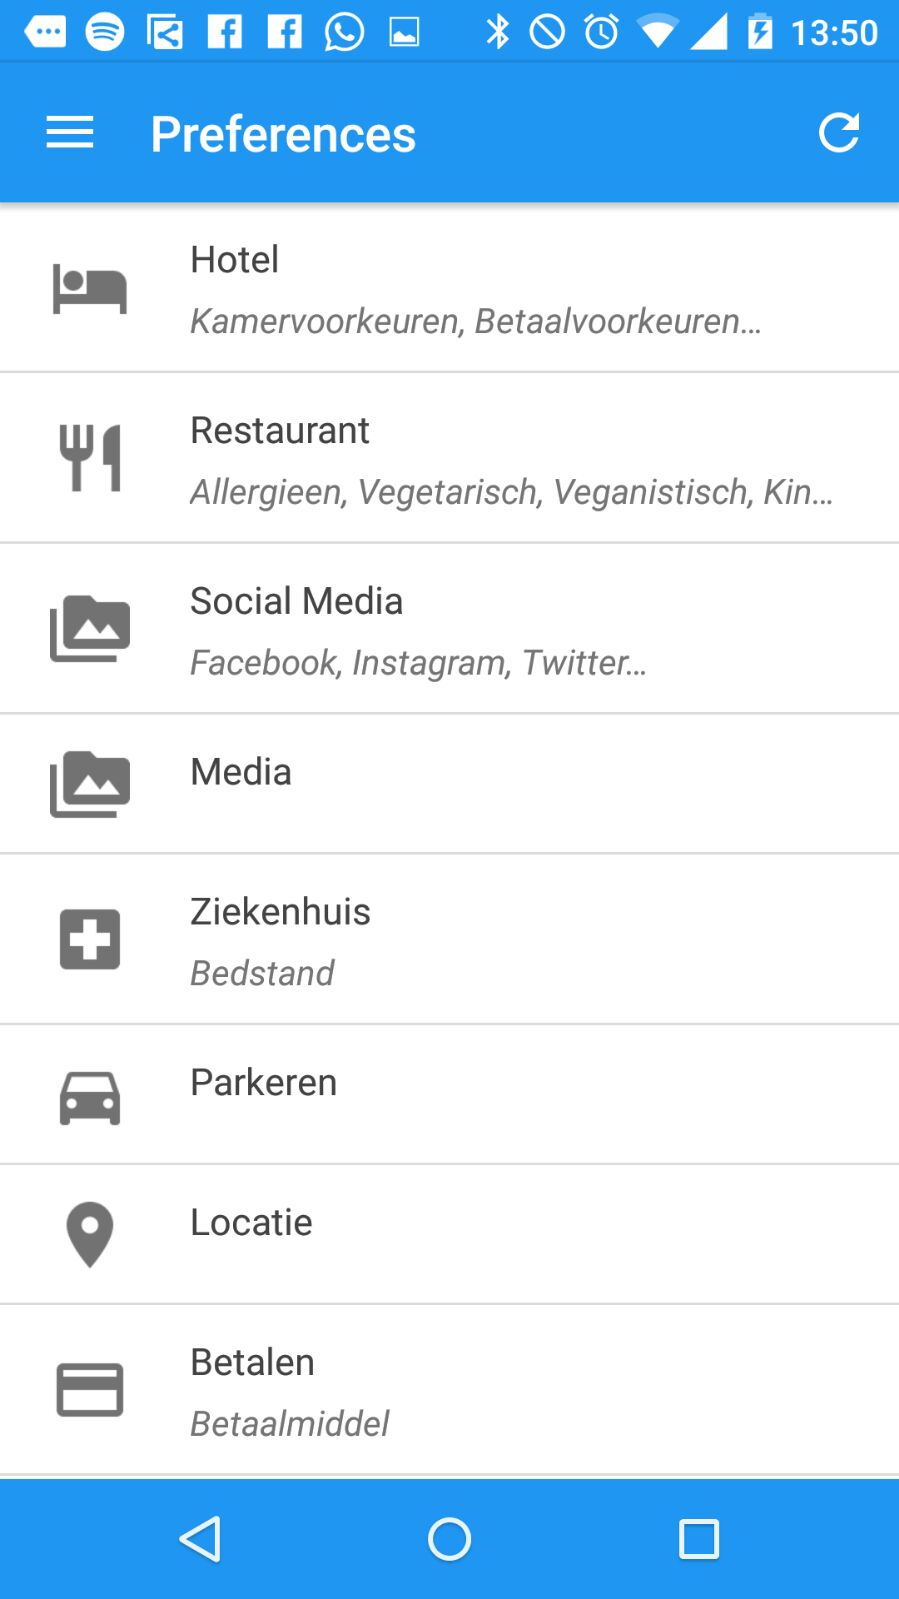 13:50
Preferences
Hotel
Kamervoorkeuren, Betaalvoorkeuren...
Restaurant
Allergieen, Vegetarisch, Veganistisch, Kin...
Social Media
Facebook, Instagram, Twitter...
Media
Ziekenhuis
Bedstand
Parkeren
Locatie
Betalen
Betaalmiddel